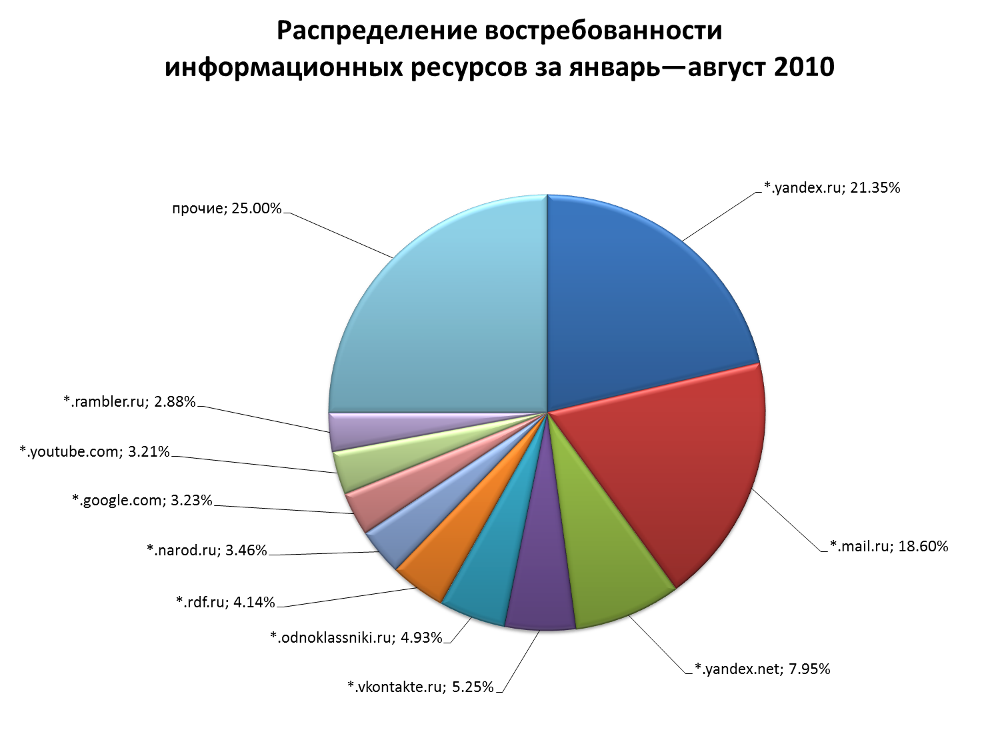 Распределение востребованности
информационных ресурсов за январь—август 2010
*.yandex.ru; 21.35%
прочие; 25.00%
*.rambler.ru; 2.88%
*.youtube.com; 3.21%
*.google.com; 3.23%
*.mail.ru; 18.60%
*.narod.ru; 3.46%
*.rdf.ru; 4.14%
*.odnoklassniki.ru; 4.93%
*.yandex.net; 7.95%
*.vkontakte.ru; 5.25%